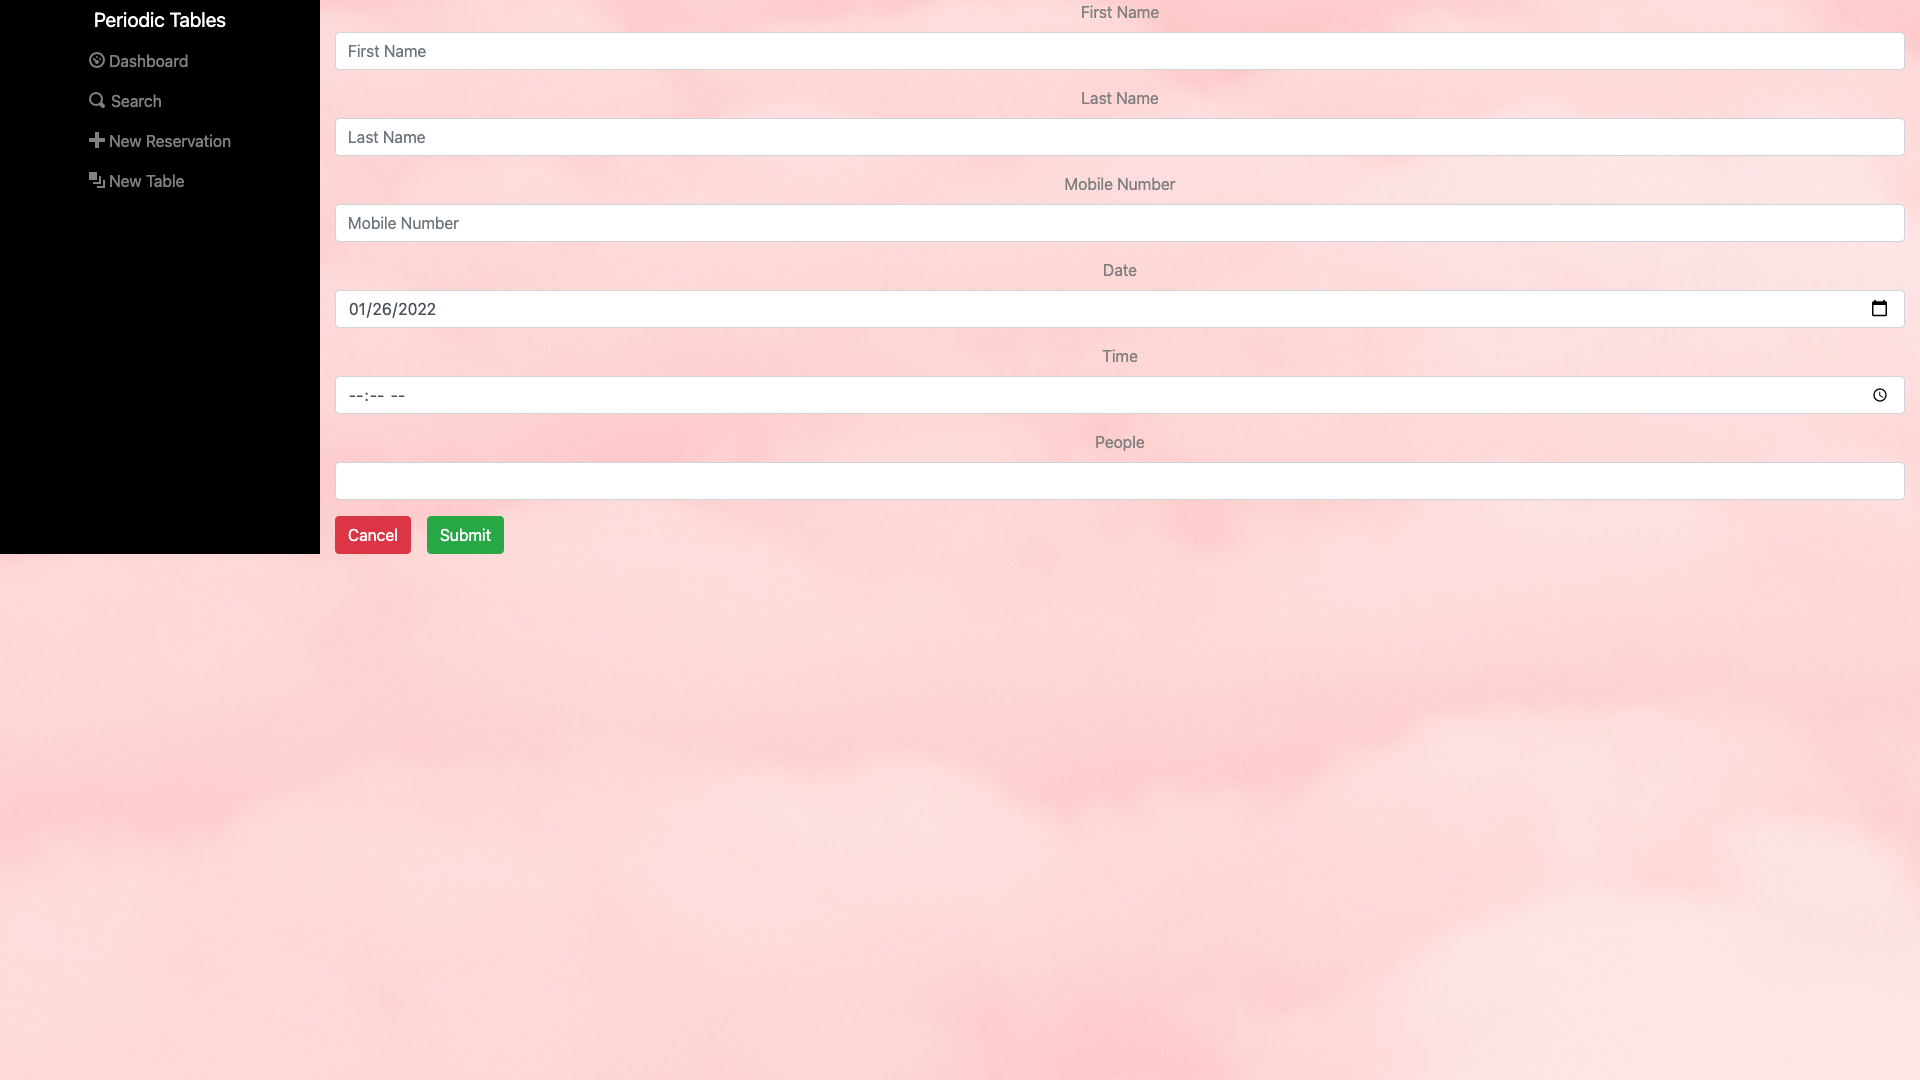 Periodic Tables
Dashboard
Search
New Reservation
New Table
First Name
First Name
Last Name
Last Name
Mobile Number
Mobile Number
Date
01/26/2022
Time
--:-- --
People
Cancel
Submit